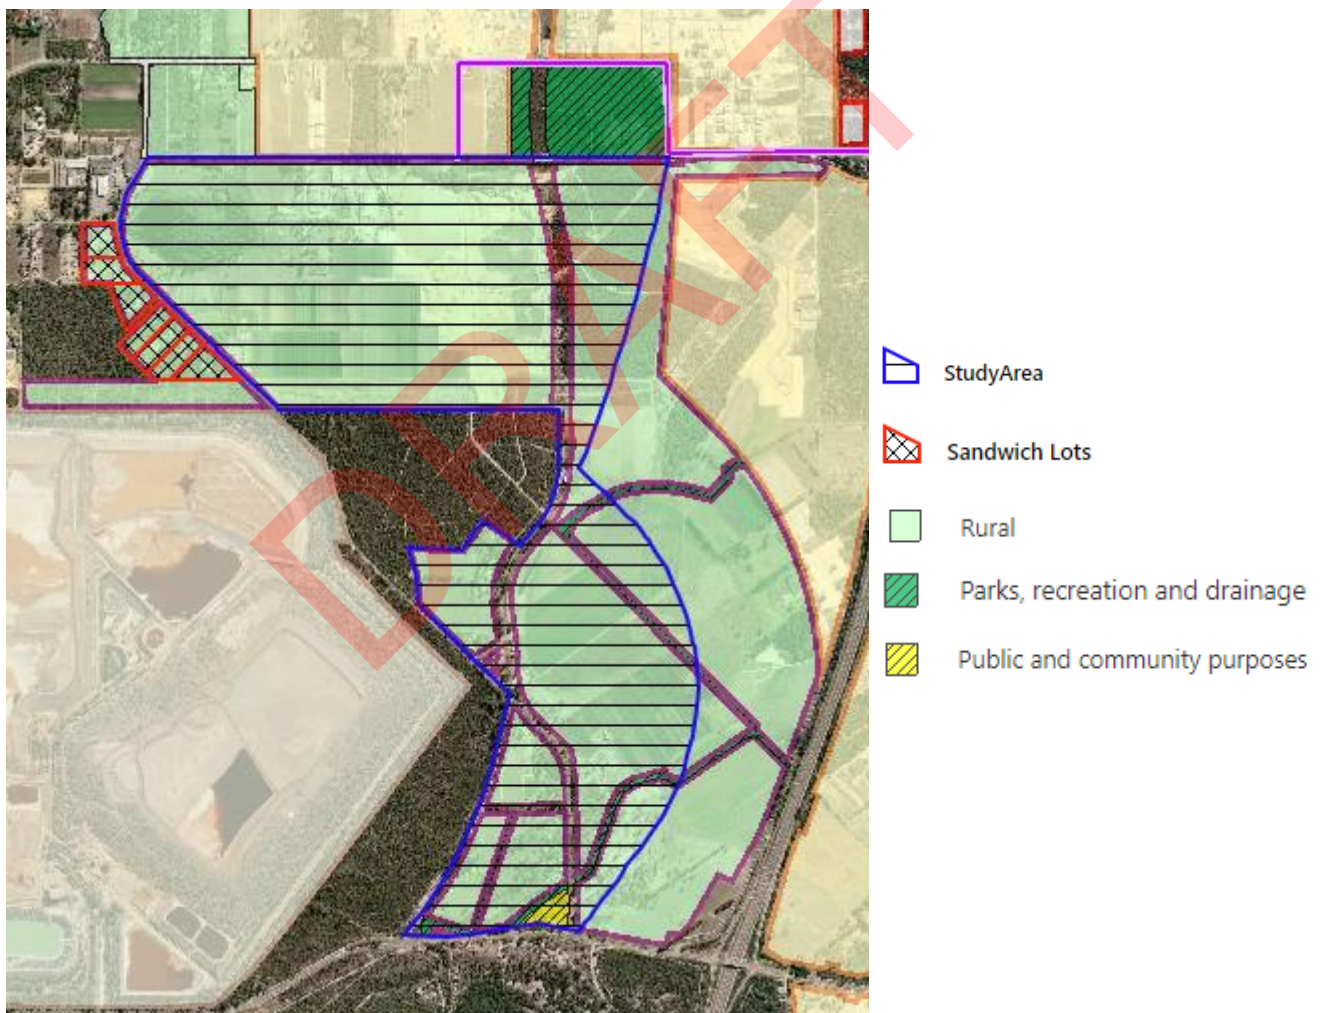 DRAFT
StudyArea
Sandwich Lots
Rural
Parks, recreation and drainage
Public and community purposes